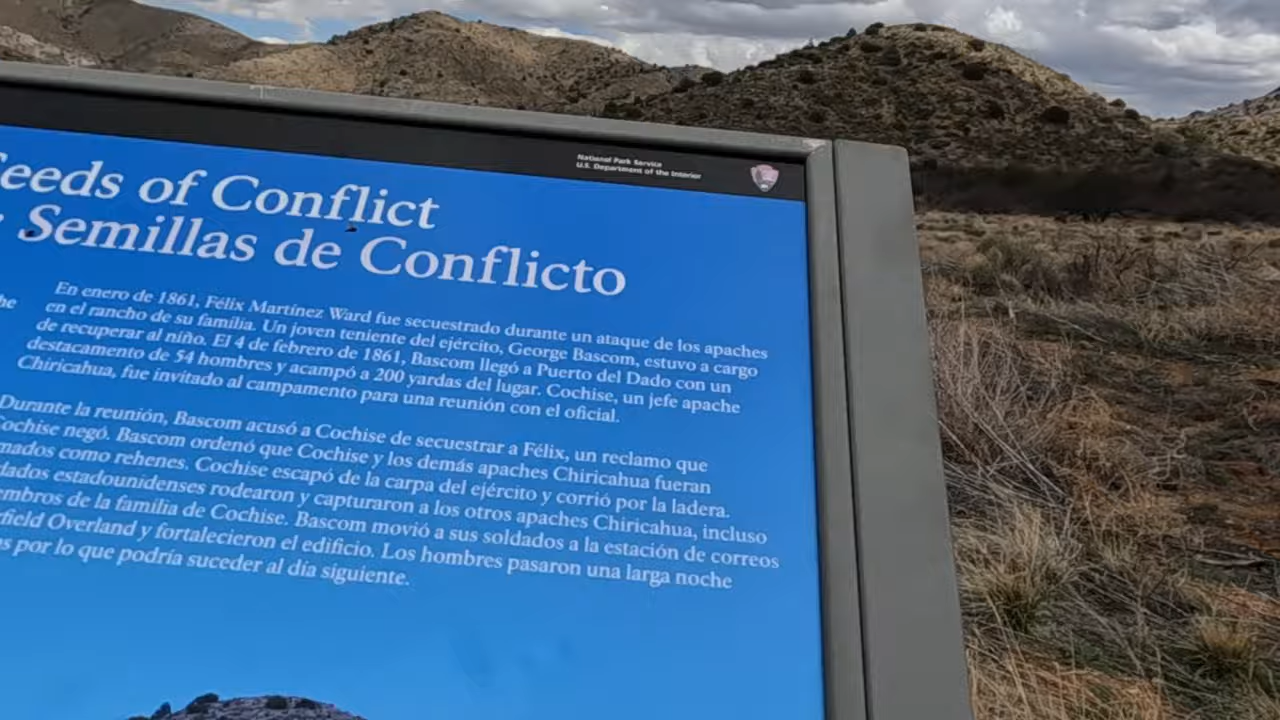 National Park Service
U.S. Department of the Interior
eeds of Conflict
Semillas de Conflicto
he
En enero de 1861, Félix Martínez Ward fue secuestrado durante un ataque de los apaches
en el rancho de su família. Un joven teniente del ejército, George Bascom, estuvo a cargo
de recuperar al niño. El 4 de febrero de 1861, Bascom llegó a Puerto del Dado con un
destacamento de 54 hombres y acampó a 200 yardas del lugar. Cochise, un jefe apache
Chiricahua, fue invitado al campamento para una reunión con el oficial.
Durante la reunión, Bascom acusó a Cochise de secuestrar a Félix, un reclamo que
Cochise negó. Bascom ordenó que Cochise y los demás apaches Chiricahua fueran
mados como rehenes. Cochise escapó de la carpa del ejército y corrió por la ladera.
dados estadounidenses rodearon y capturaron a los otros apaches Chiricahua, incluso
embros de la família de Cochise. Bascom movió a sus soldados a la estación de correos
rfield Overland y fortalecieron el edificio. Los hombres pasaron una larga noche
s por lo que podría suceder al día siguiente.